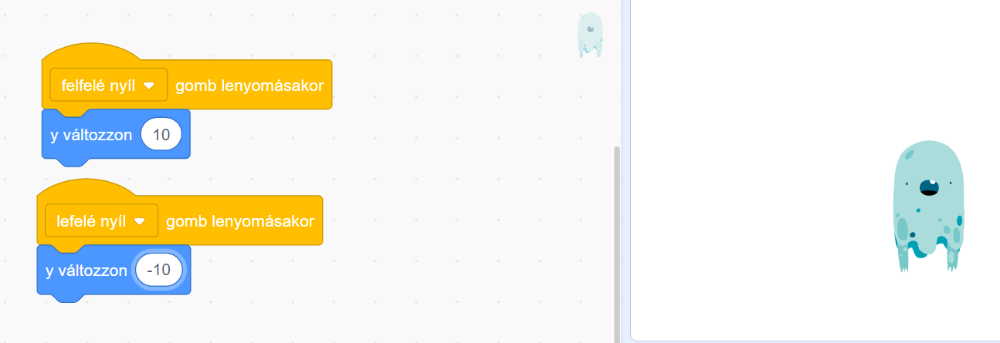 felfelé nyíl gomb lenyomásakor
y változzon 10
lefelé nyíl gomb lenyomásakor
y változzon -10